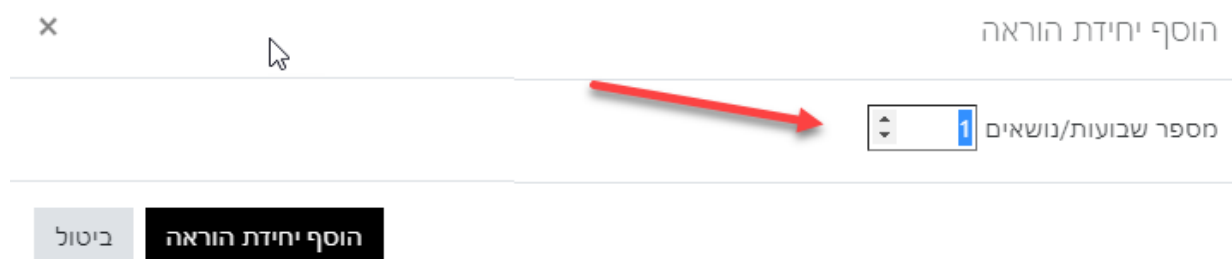 הוסף יחידת הוראה ×
מספר שבועות/נושאים 1
הוסף יחידת הוראה ביטול